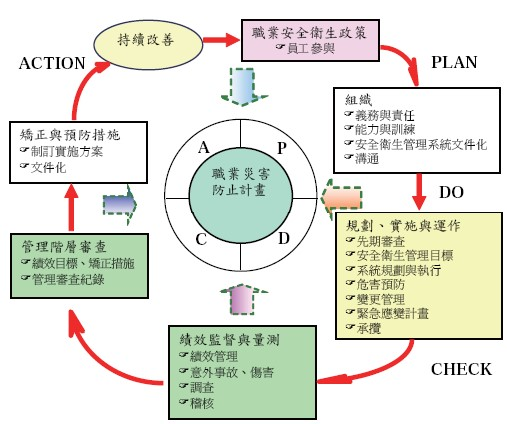 持續改善
職業安全衛生政策
☞員工參與
ACTION
PLAN
組織
☞義務與責任
☞能力與訓練
☞安全衛生管理系統文件化
☞溝通
矯正與預防措施
☞制訂實施方案
☞文件化
A
P
職業災害
防止計畫
C
D
DO
規劃、實施與運作
☞先期審查
☞安全衛生管理目標
☞系統規劃與執行
☞危害預防
☞變更管理
☞緊急應變計畫
☞承攬
管理階層審查
☞績效目標、矯正措施
☞管理審查紀錄
績效監督與量測
☞績效管理
☞意外事故、傷害
☞調查
☞稽核
CHECK